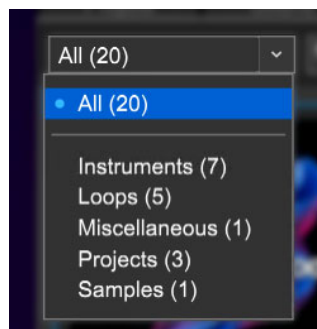 All (20)
All (20)
Instruments (7)
Loops (5)
Miscellaneous (1)
Projects (3)
Samples (1)